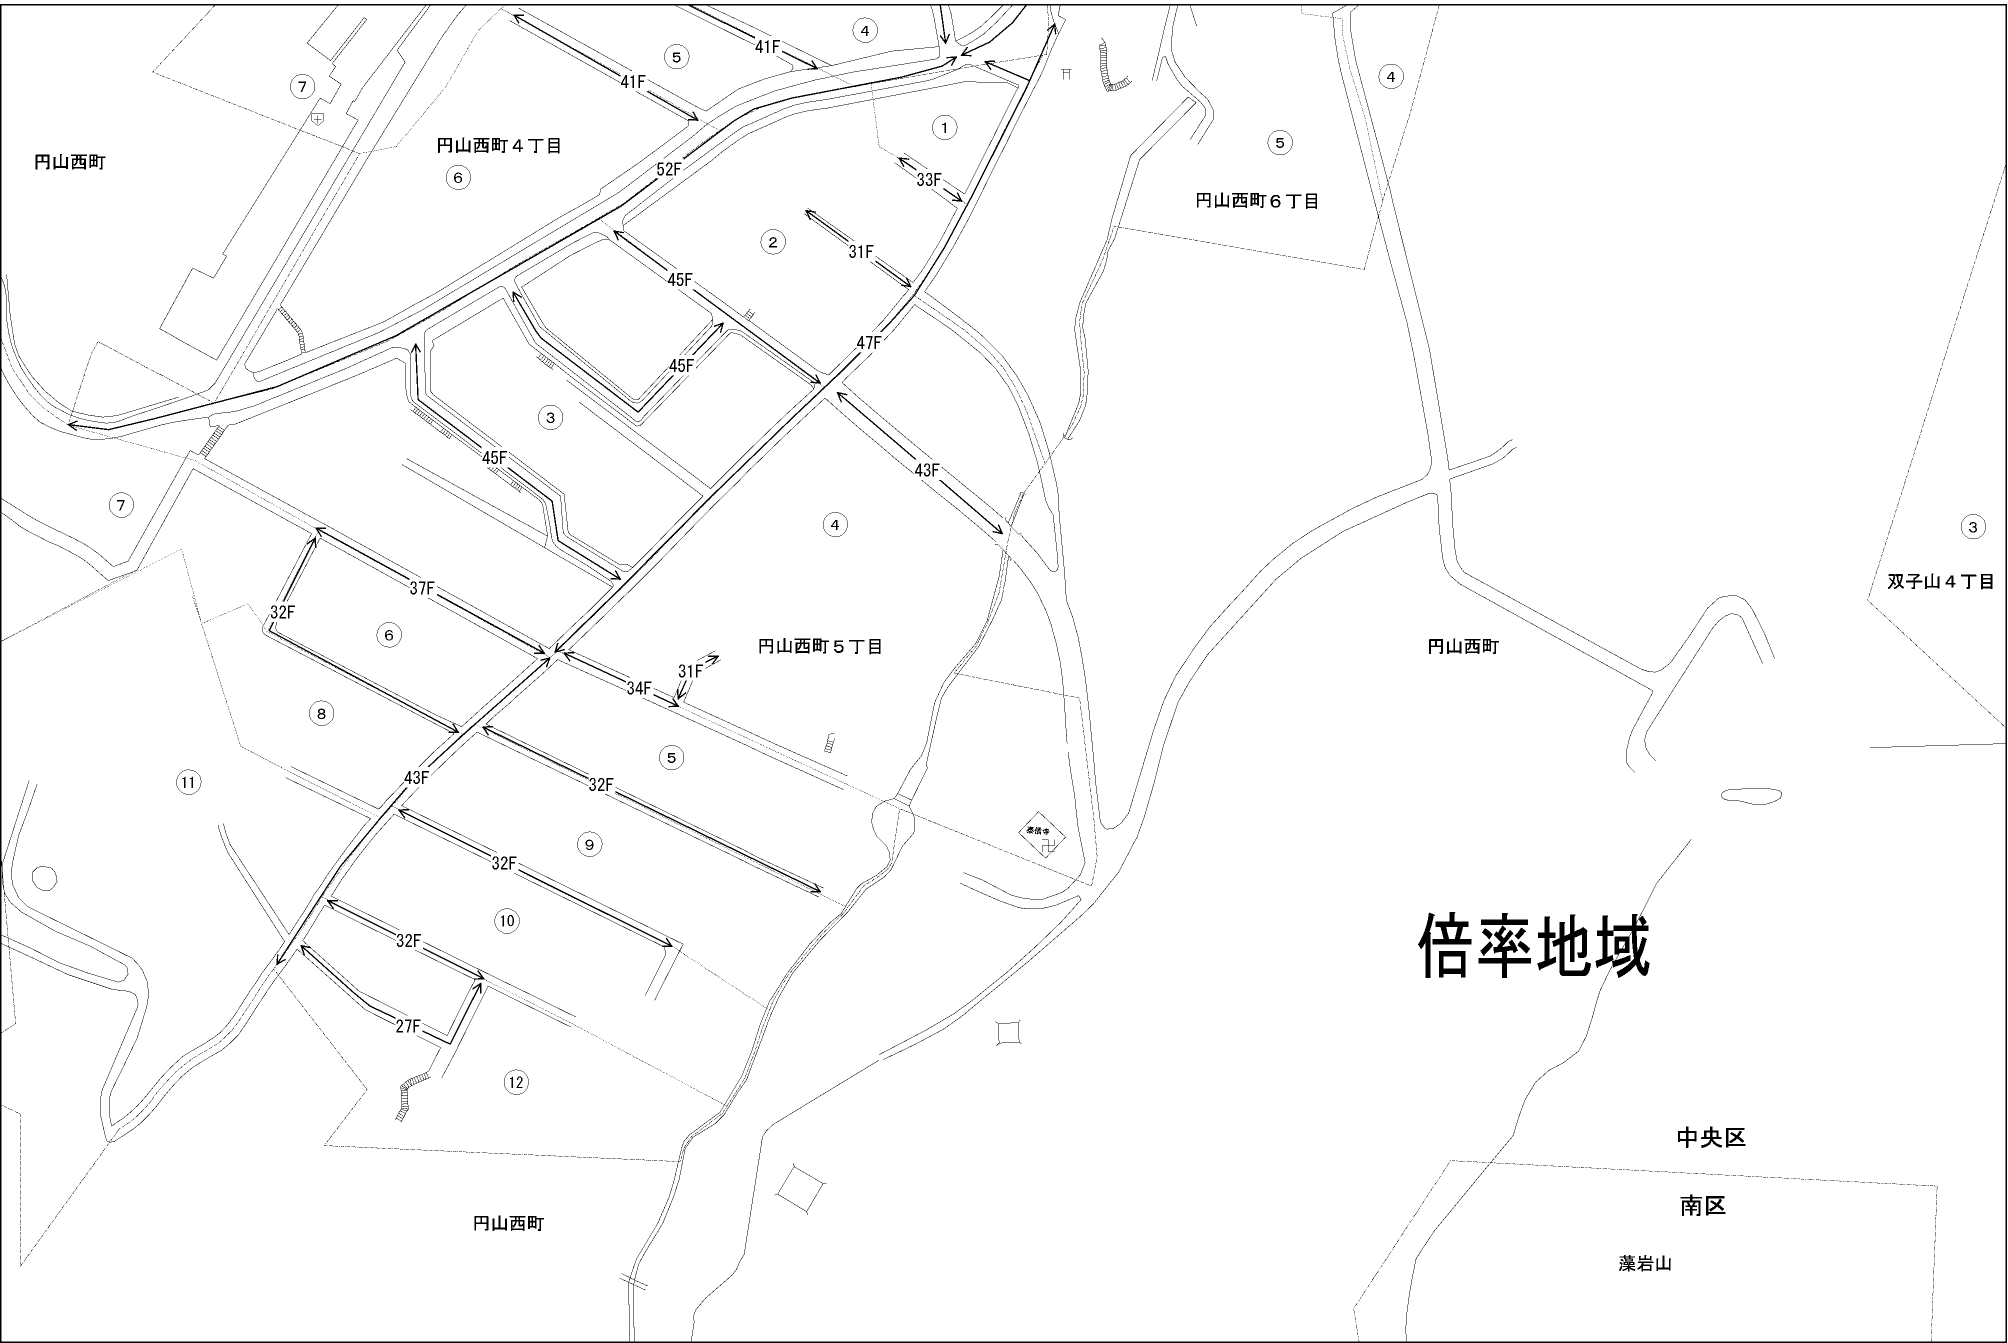 ④
41F
⑤
41F
⑦
④
①
円山西町４丁目
⑤
円山西町
52F
⑥
33F
円山西町６丁目
②
31F
45F
47F
45F
③
45F
43F
⑦
④
③
双子山４丁目
37F
32F
⑥
円山西町５丁目
円山西町
31F
34F
⑧
⑤
43F
⑪
32F
泰信寺
⑨
32F
⑩
32F
倍率地域
27F
⑫
中央区
南区
円山西町
藻岩山